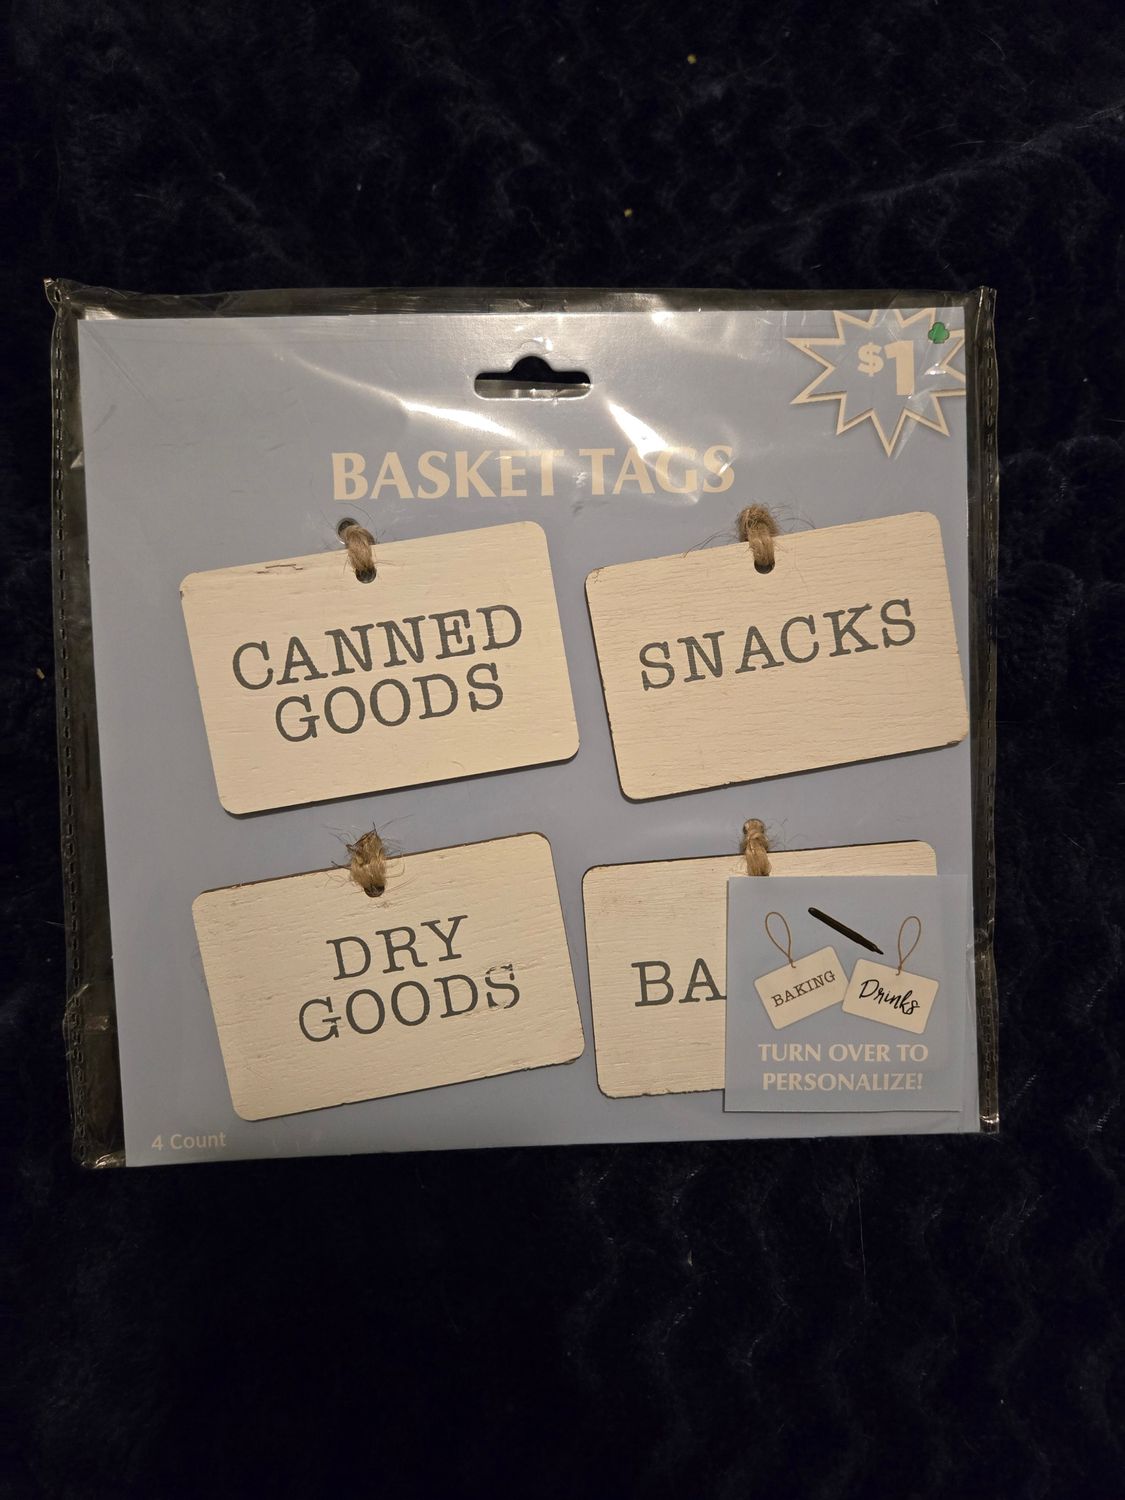 $1
BASKET TAGS
CANNED
GOODS
SNACKS
DRY
GOODS
BA
BAKING
Drinks
TURN OVER TO
PERSONALIZE!
4 Count